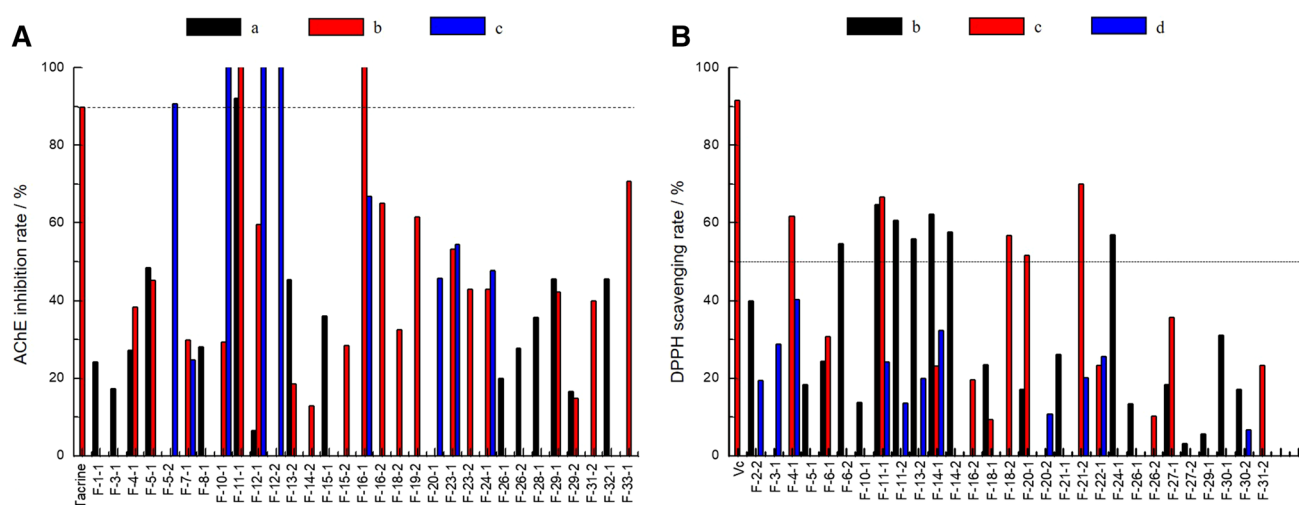 A
a
b
c
AChE inhibition rate / %
100
80
60
40
20
0
Tacrine
F-1-1
F-3-1
F-4-1
F-5-1
F-5-2
F-7-1
F-8-1
F-10-1
F-11-1
F-12-1
F-12-2
F-13-2
F-14-2
F-15-1
F-15-2
F-16-1
F-16-2
F-18-2
F-19-2
F-20-1
F-23-1
F-23-2
F-24-1
F-26-1
F-26-2
F-28-1
F-29-1
F-29-2
F-31-2
F-32-1
F-33-1
B
b
c
d
DPPH scavenging rate / %
100
80
60
40
20
0
Vc
F-2-2
F-3-1
F-4-1
F-5-1
F-6-1
F-6-2
F-10-1
F-11-1
F-11-2
F-13-2
F-14-1
F-14-2
F-16-2
F-18-1
F-18-2
F-20-1
F-20-2
F-21-1
F-21-2
F-22-1
F-24-1
F-26-1
F-26-2
F-27-1
F-27-2
F-29-1
F-30-1
F-30-2
F-31-2